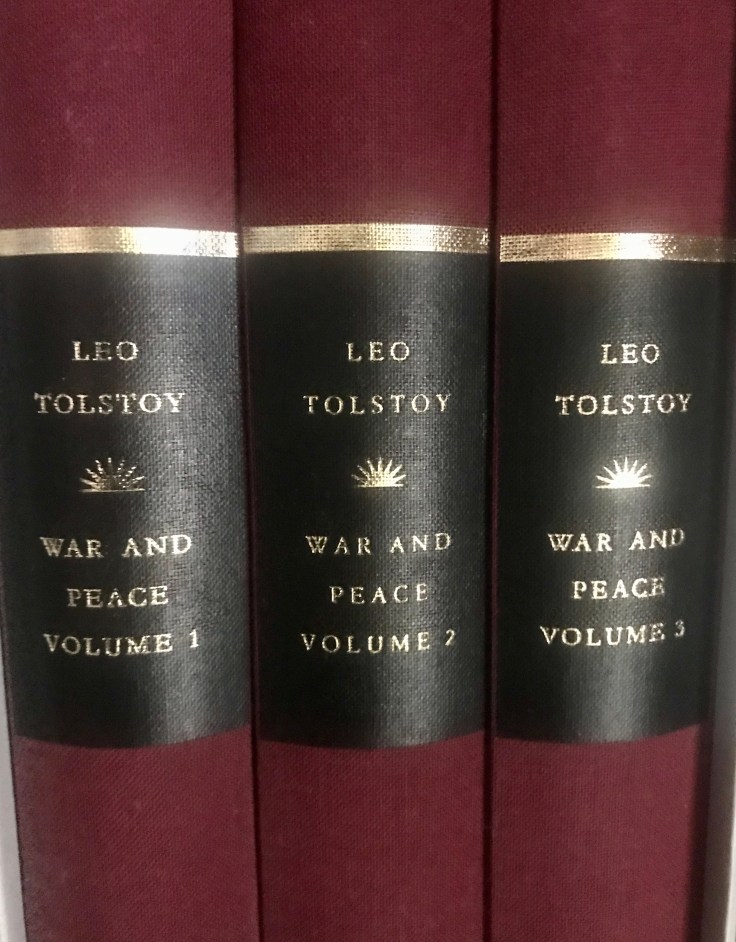 LEO
TOLSTOY
WAR AND
PEACE
VOLUME 1
LEO
TOLSTOY
WAR AND
PEACE
VOLUME 2
LEO
TOLSTOY
WAR AND
PEACE
VOLUME 3